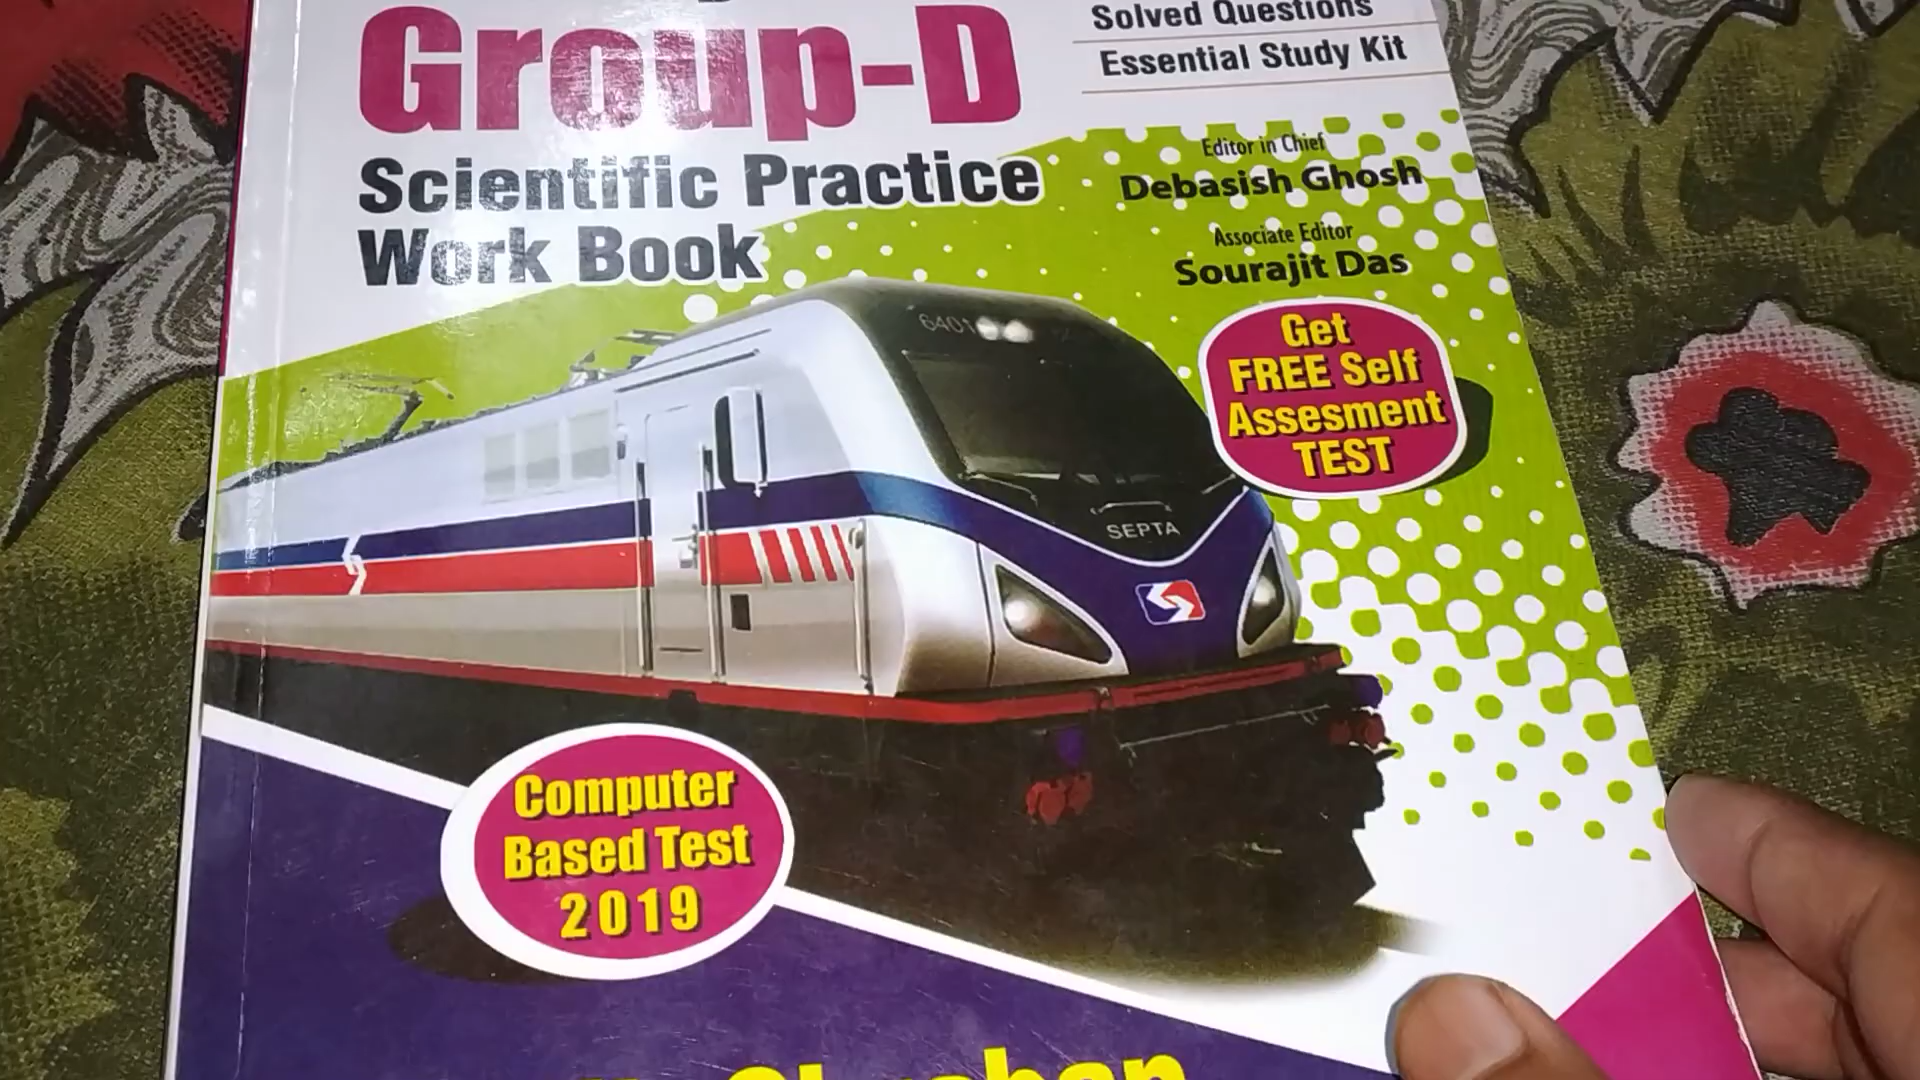 Group-D
Solved Questions
Essential Study Kit
Scientific Practice
Work Book
Editor in Chief
Debasish Ghosh
Associate Editor
Sourajit Das
Get
FREE Self
Assesment
TEST
6401
SEPTA
Computer
Based Test
2019